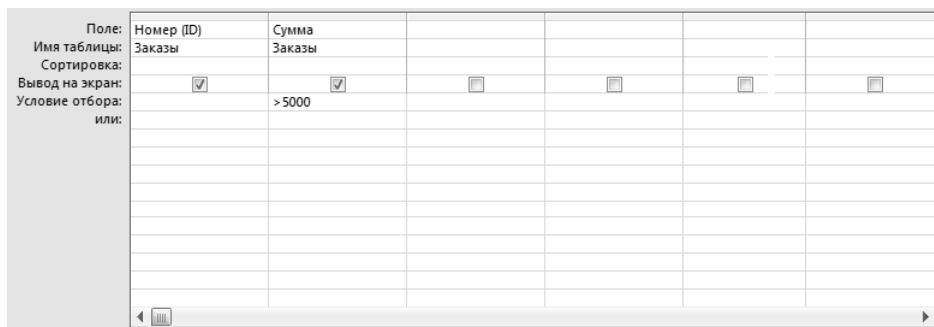 Поле: Номер (ID) Сумма
Имя таблицы: Заказы Заказы
Сортировка:
Вывод на экран:
Условие отбора: >5000
или: